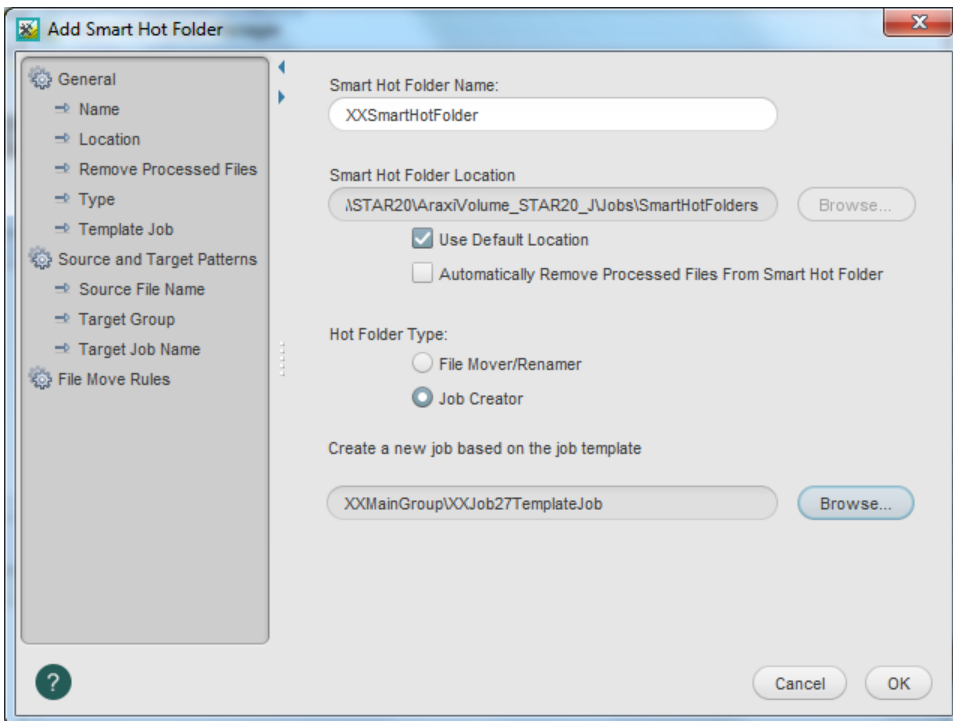 Add Smart Hot Folder
General
Name
Location
Remove Processed Files
Type
Template Job
Source and Target Patterns
Source File Name
Target Group
Target Job Name
File Move Rules
Smart Hot Folder Name:
XXSmartHotFolder
Smart Hot Folder Location
\STAR20\AraxiVolume_STAR20_J\Jobs\SmartHotFolders
Browse...
Use Default Location
Automatically Remove Processed Files From Smart Hot Folder
Hot Folder Type:
File Mover/Renamer
Job Creator
Create a new job based on the job template
XXMainGroup\XXJob27TemplateJob
Browse...
?
Cancel
OK